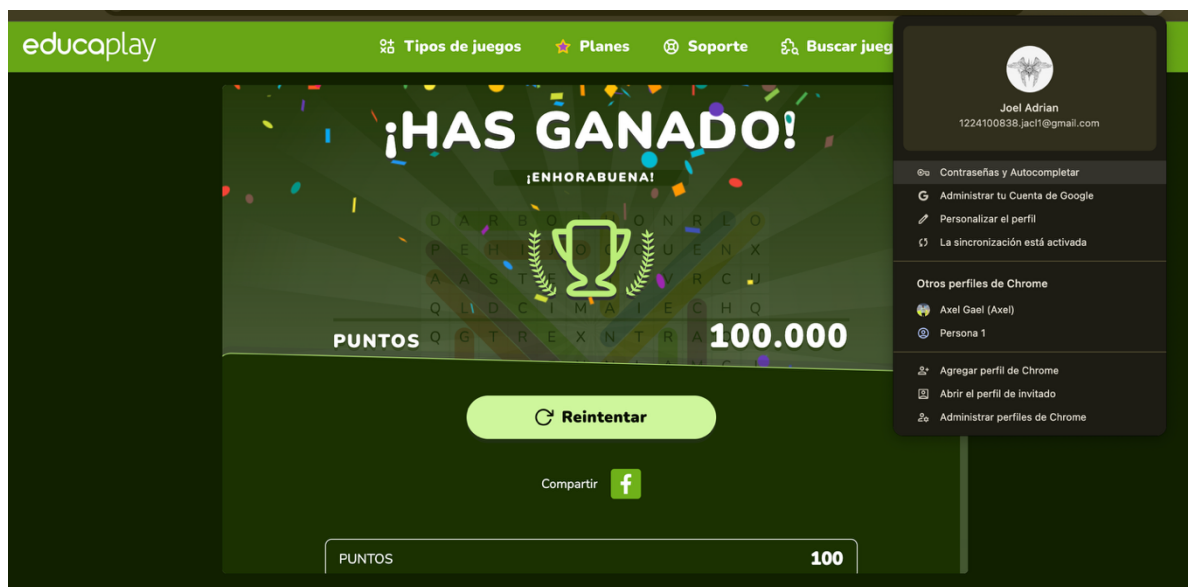 educaplay
Tipos de juegos
Planes
Soporte
Buscar jueg
¡HAS GANADO!
¡ENHORABUENA!
PUNTOS
100.000
Reintentar
Compartir
PUNTOS
100
Joel Adrian
1224100838.jacl1@gmail.com
Contraseñas y Autocompletar
Administrar tu Cuenta de Google
Personalizar el perfil
La sincronización está activada
Otros perfiles de Chrome
Axel Gael (Axel)
Persona 1
Agregar perfil de Chrome
Abrir el perfil de invitado
Administrar perfiles de Chrome